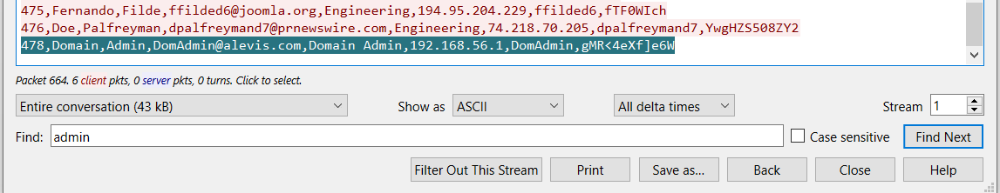 475,Fernando,Filde,ffilded6@joomla.org,Engineering,194.95.204.229,ffilded6,fTF0WIch
476,Doe,Palfreyman,dpalfreymand7@prnewswire.com,Engineering,74.218.70.205,dpalfreymand7,YwgHZS508ZY2
478,Domain,Admin,DomAdmin@alevis.com,Domain Admin,192.168.56.1,DomAdmin,gMR<4eXf]e6W
Packet 664. 6 client pkts, 0 server pkts, 0 turns. Click to select.
Entire conversation (43 kB) Show as ASCII All delta times Stream 1
Find: admin Case sensitive Find Next
Filter Out This Stream Print Save as... Back Close Help